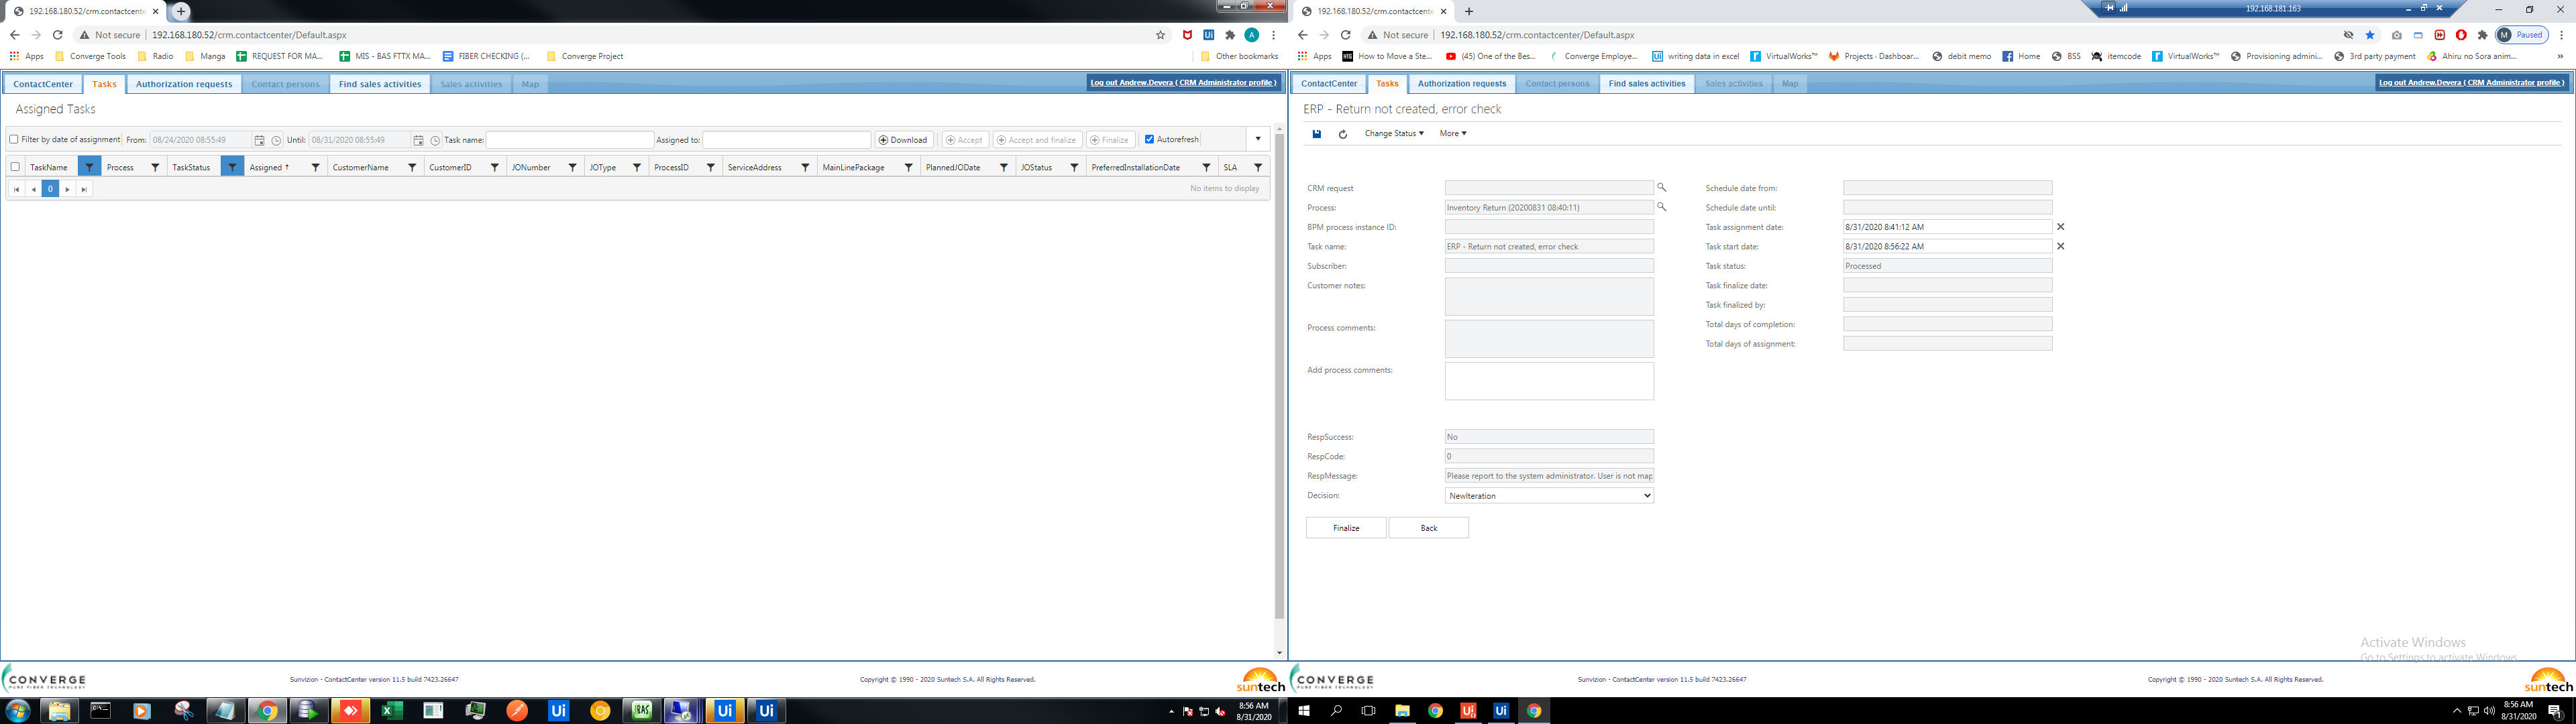 192.168.180.52/crm.contactcente
Not secure 192.168.180.52/crm.contactcenter/Default.aspx
A
Apps Converge Tools Radio Manga REQUEST FOR MA... MIS - BAS FTTX MA... FIBER CHECKING (... Converge Project Other bookmarks
ContactCenter Tasks Authorization requests Contact persons Find sales activities Sales activities Map Log out Andrew.Devera ( CRM Administrator profile )
Assigned Tasks
Filter by date of assignment From: 08/24/2020 08:55:49 Until: 08/31/2020 08:55:49 Task name: Assigned to: Download Accept Accept and finalize Finalize Autorefresh
TaskName Process TaskStatus Assigned ↑ CustomerName CustomerID JONumber JOType ProcessID ServiceAddress MainLinePackage PlannedJODate JOStatus PreferredInstallationDate SLA
0 No items to display
CONVERGE
PURE FIBER TECHNOLOGY
Sunvizion - ContactCenter version 11.5 build 7423.26647
Copyright © 1990 - 2020 Suntech S.A. All Rights Reserved.
suntech
Ui BAS Ui Ui
8:56 AM
8/31/2020
192.168.180.52/crm.contactcente
192.168.181.163
Not secure 192.168.180.52/crm.contactcenter/Default.aspx
M Paused
Apps How to Move a Ste... (45) One of the Bes... Converge Employe... writing data in excel VirtualWorks™ Projects - Dashboar... debit memo Home BSS itemcode VirtualWorks™ Provisioning admini... 3rd party payment Ahiru no Sora anim...
ContactCenter Tasks Authorization requests Contact persons Find sales activities Sales activities Map Log out Andrew.Devera ( CRM Administrator profile )
ERP - Return not created, error check
Change Status More
CRM request
Process: Inventory Return (20200831 08:40:11)
BPM process instance ID:
Task name: ERP - Return not created, error check
Subscriber:
Customer notes:
Process comments:
Add process comments:
RespSuccess: No
RespCode: 0
RespMessage: Please report to the system administrator. User is not map
Decision: NewIteration
Finalize Back
Schedule date from:
Schedule date until:
Task assignment date: 8/31/2020 8:41:12 AM
Task start date: 8/31/2020 8:56:22 AM
Task status: Processed
Task finalize date:
Task finalized by:
Total days of completion:
Total days of assignment:
Activate Windows
Go to Settings to activate Windows.
CONVERGE
PURE FIBER TECHNOLOGY
Sunvizion - ContactCenter version 11.5 build 7423.26647
Copyright © 1990 - 2020 Suntech S.A. All Rights Reserved.
suntech
Ui Ui
8:56 AM
8/31/2020